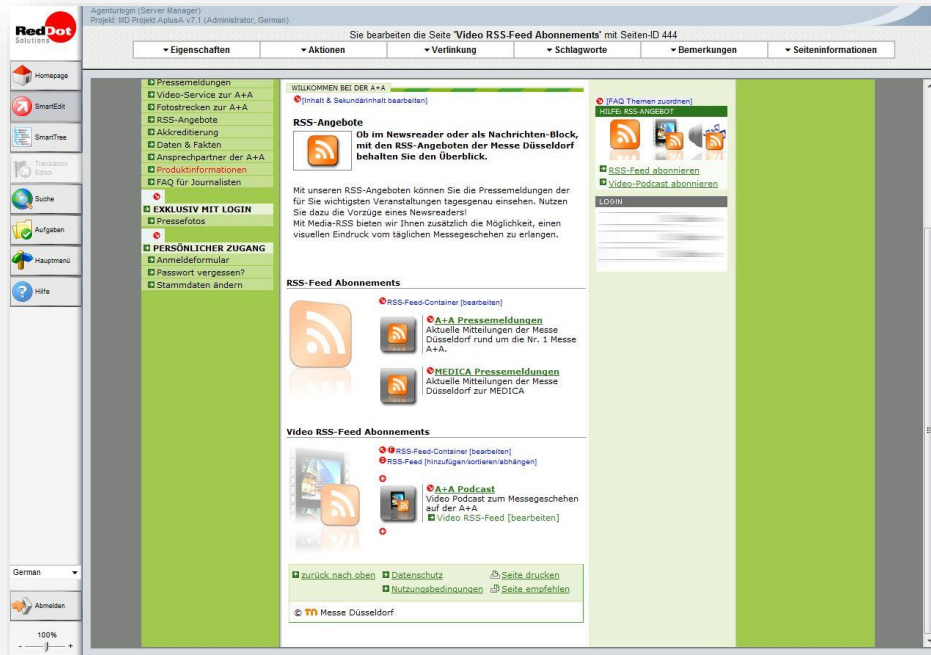 Agenturlogin (Server Manager)
Projekt: MD Projekt AplusA v7.1 (Administrator, German)
RedDot
Solutions
Sie bearbeiten die Seite 'Video RSS-Feed Abonnements' mit Seiten-ID 444
Eigenschaften
Aktionen
Verlinkung
Schlagworte
Bemerkungen
Seiteninformationen
Homepage
SmartEdit
SmartTree
Translation
Editor
Suche
Aufgaben
Hauptmenü
Hilfe
German
Abmelden
100%
- +
Pressemeldungen
Video-Service zur A+A
Fotostrecken zur A+A
RSS-Angebote
Akkreditierung
Daten & Fakten
Ansprechpartner der A+A
Produktinformationen
FAQ für Journalisten
EXKLUSIV MIT LOGIN
Pressefotos
PERSÖNLICHER ZUGANG
Anmeldeformular
Passwort vergessen?
Stammdaten ändern
WILLKOMMEN BEI DER A+A
[Inhalt & Sekundärinhalt bearbeiten]
RSS-Angebote
Ob im Newsreader oder als Nachrichten-Block,
mit den RSS-Angeboten der Messe Düsseldorf
behalten Sie den Überblick.
Mit unseren RSS-Angeboten können Sie die Pressemeldungen der
für Sie wichtigsten Veranstaltungen tagesgenau einsehen. Nutzen
Sie dazu die Vorzüge eines Newsreaders!
Mit Media-RSS bieten wir Ihnen zusätzlich die Möglichkeit, einen
visuellen Eindruck vom täglichen Messegeschehen zu erlangen.
RSS-Feed Abonnements
RSS-Feed-Container [bearbeiten]
A+A Pressemeldungen
Aktuelle Mitteilungen der Messe
Düsseldorf rund um die Nr. 1 Messe
A+A.
MEDICA Pressemeldungen
Aktuelle Mitteilungen der Messe
Düsseldorf zur MEDICA
Video RSS-Feed Abonnements
RSS-Feed-Container [bearbeiten]
RSS-Feed [hinzufügen/sortieren/abhängen]
A+A Podcast
Video Podcast zum Messegeschehen
auf der A+A
Video RSS-Feed [bearbeiten]
zurück nach oben
Datenschutz
Seite drucken
Nutzungsbedingungen
Seite empfehlen
© Messe Düsseldorf
[FAQ Themen zuordnen]
HILFE: RSS-ANGEBOT
RSS-Feed abonnieren
Video-Podcast abonnieren
LOGIN